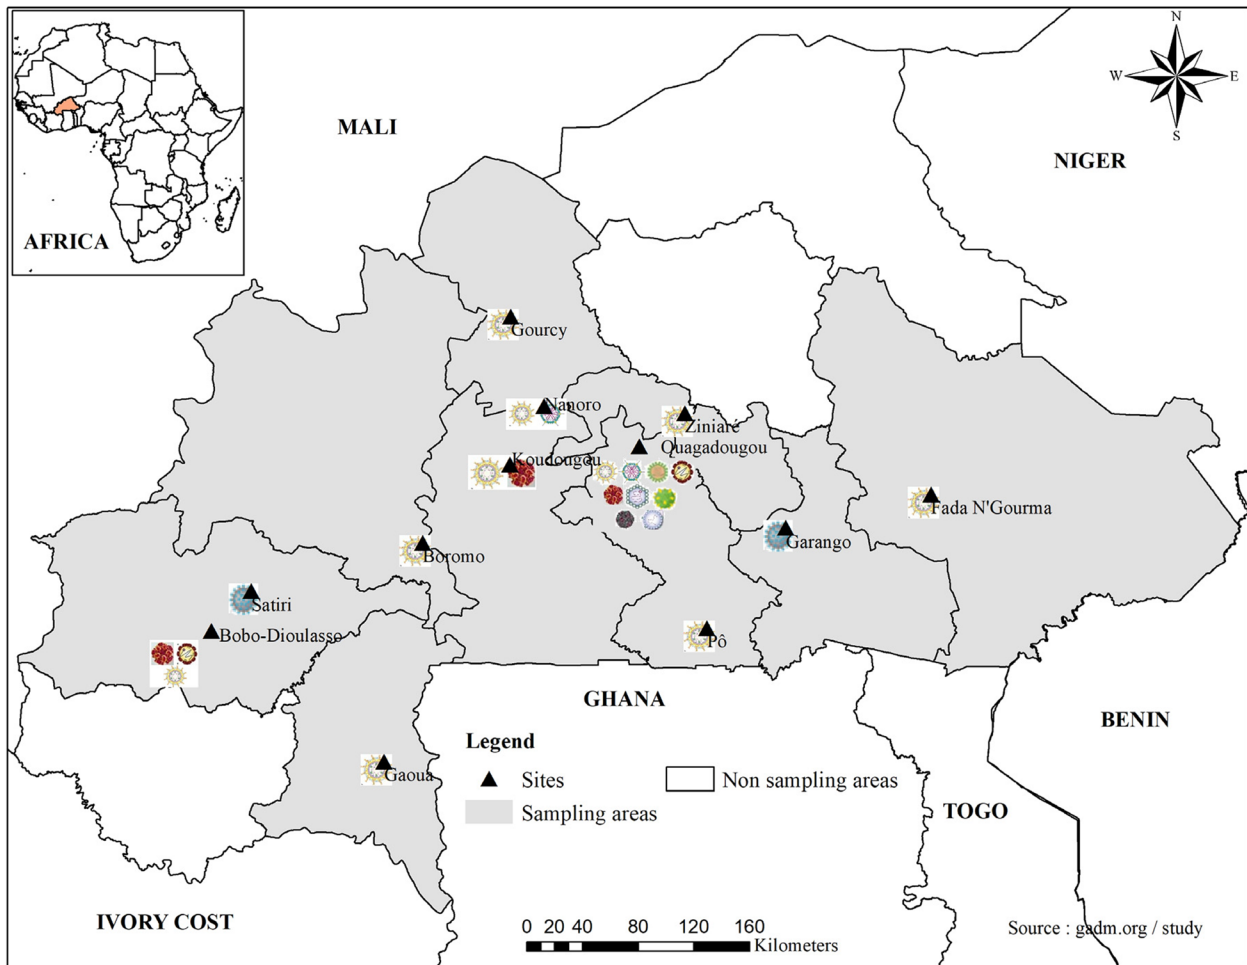 N
W
E
S
MALI
NIGER
AFRICA
Gourcy
Nanoro
Ziniaré
Quagadougou
Koudougou
Fada N'Gourma
Garango
Boromo
Satiri
Bobo-Dioulasso
Pô
GHANA
BENIN
Legend
Gaoua
Sites
Non sampling areas
Sampling areas
TOGO
IVORY COST
0 20 40 80 120 160
Kilometers
Source : gadm.org / study